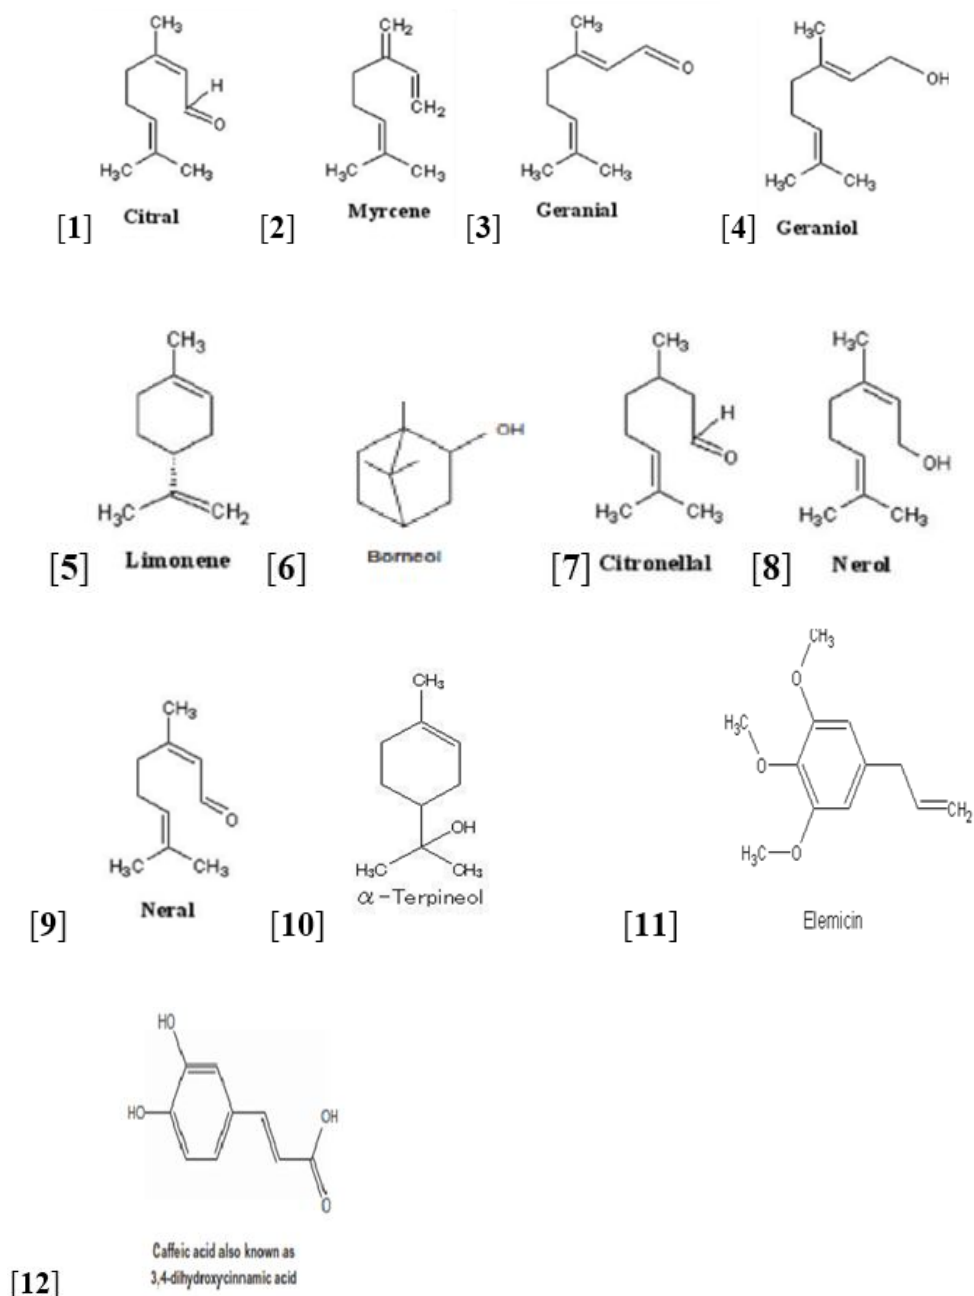 CH₃
H
O
H₃C CH₃
[1] Citral
CH₂
CH₂
H₃C CH₃
[2] Myrcene
CH₃
O
H₃C CH₃
[3] Geranial
H₃C
OH
H₃C CH₃
[4] Geraniol
CH₃
H₃C CH₂
[5] Limonene
OH
[6] Borneol
CH₃
H
O
H₃C CH₃
[7] Citronellal
H₃C
OH
H₃C CH₃
[8] Nerol
CH₃
O
H₃C CH₃
[9] Neral
CH₃
OH
H₃C CH₃
[10] α-Terpineol
CH₃
O
H₃C
O
CH₂
H₃C O
[11] Elemicin
HO
HO OH
O
Caffeic acid also known as
[12] 3,4-dihydroxycinnamic acid